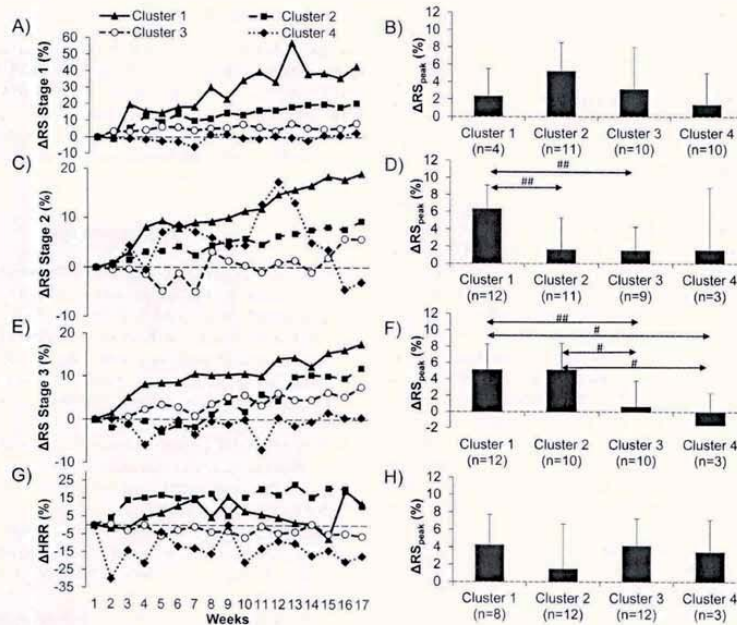 Cluster 1
Cluster 2
Cluster 3
Cluster 4
A)
ΔRS Stage 1 (%)
60
50
40
30
20
10
0
-10
B)
ΔRSpeak (%)
12
10
8
6
4
2
0
Cluster 1 Cluster 2 Cluster 3 Cluster 4
(n=4) (n=11) (n=10) (n=10)
C)
ΔRS Stage 2 (%)
20
10
0
-10
D)
ΔRSpeak (%)
12
10
8
6
4
2
0
##
##
Cluster 1 Cluster 2 Cluster 3 Cluster 4
(n=12) (n=11) (n=9) (n=3)
E)
ΔRS Stage 3 (%)
20
10
0
-10
F)
ΔRSpeak (%)
12
10
8
6
4
2
0
-2
##
#
#
#
Cluster 1 Cluster 2 Cluster 3 Cluster 4
(n=12) (n=10) (n=10) (n=3)
G)
ΔHRR (%)
25
15
5
-5
-15
-25
-35
1 2 3 4 5 6 7 8 9 10 11 12 13 14 15 16 17
Weeks
H)
ΔRSpeak (%)
12
10
8
6
4
2
0
Cluster 1 Cluster 2 Cluster 3 Cluster 4
(n=8) (n=12) (n=12) (n=3)